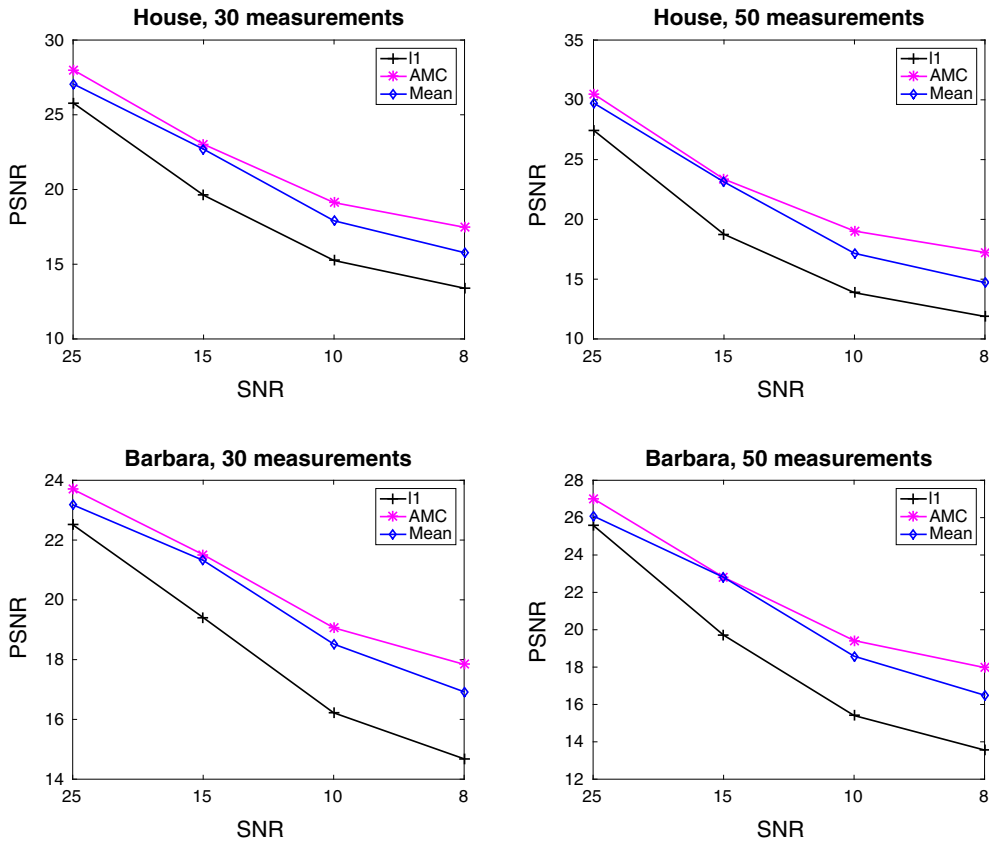 House, 30 measurements
30
25
20
15
10
PSNR
25
15
10
8
SNR
l1
AMC
Mean
House, 50 measurements
35
30
25
20
15
10
PSNR
25
15
10
8
SNR
l1
AMC
Mean
Barbara, 30 measurements
24
22
20
18
16
14
PSNR
25
15
10
8
SNR
l1
AMC
Mean
Barbara, 50 measurements
28
26
24
22
20
18
16
14
12
PSNR
25
15
10
8
SNR
l1
AMC
Mean